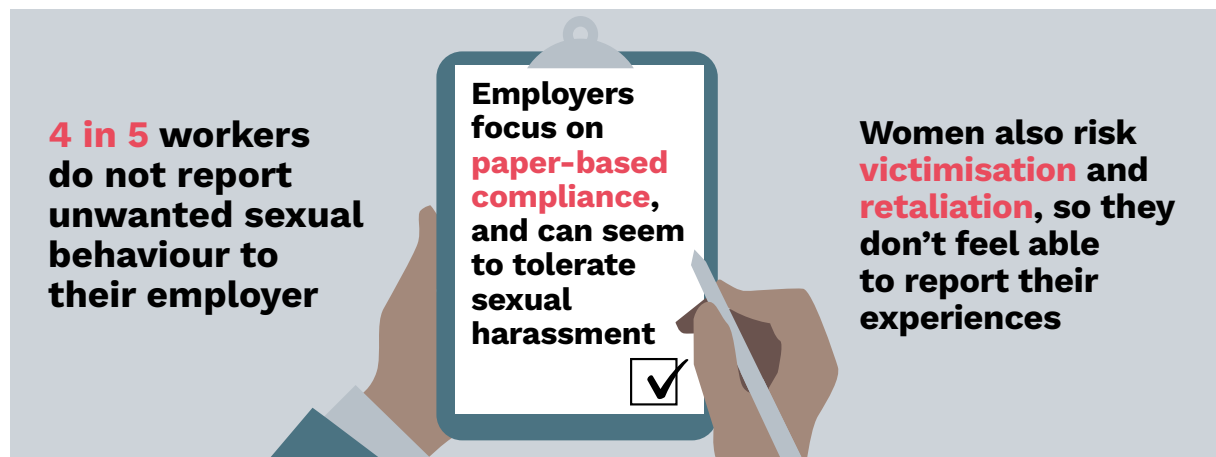 4 in 5 workers
do not report
unwanted sexual
behaviour to
their employer
Employers
focus on
paper-based
compliance,
and can seem
to tolerate
sexual
harassment
Women also risk
victimisation and
retaliation, so they
don’t feel able
to report their
experiences